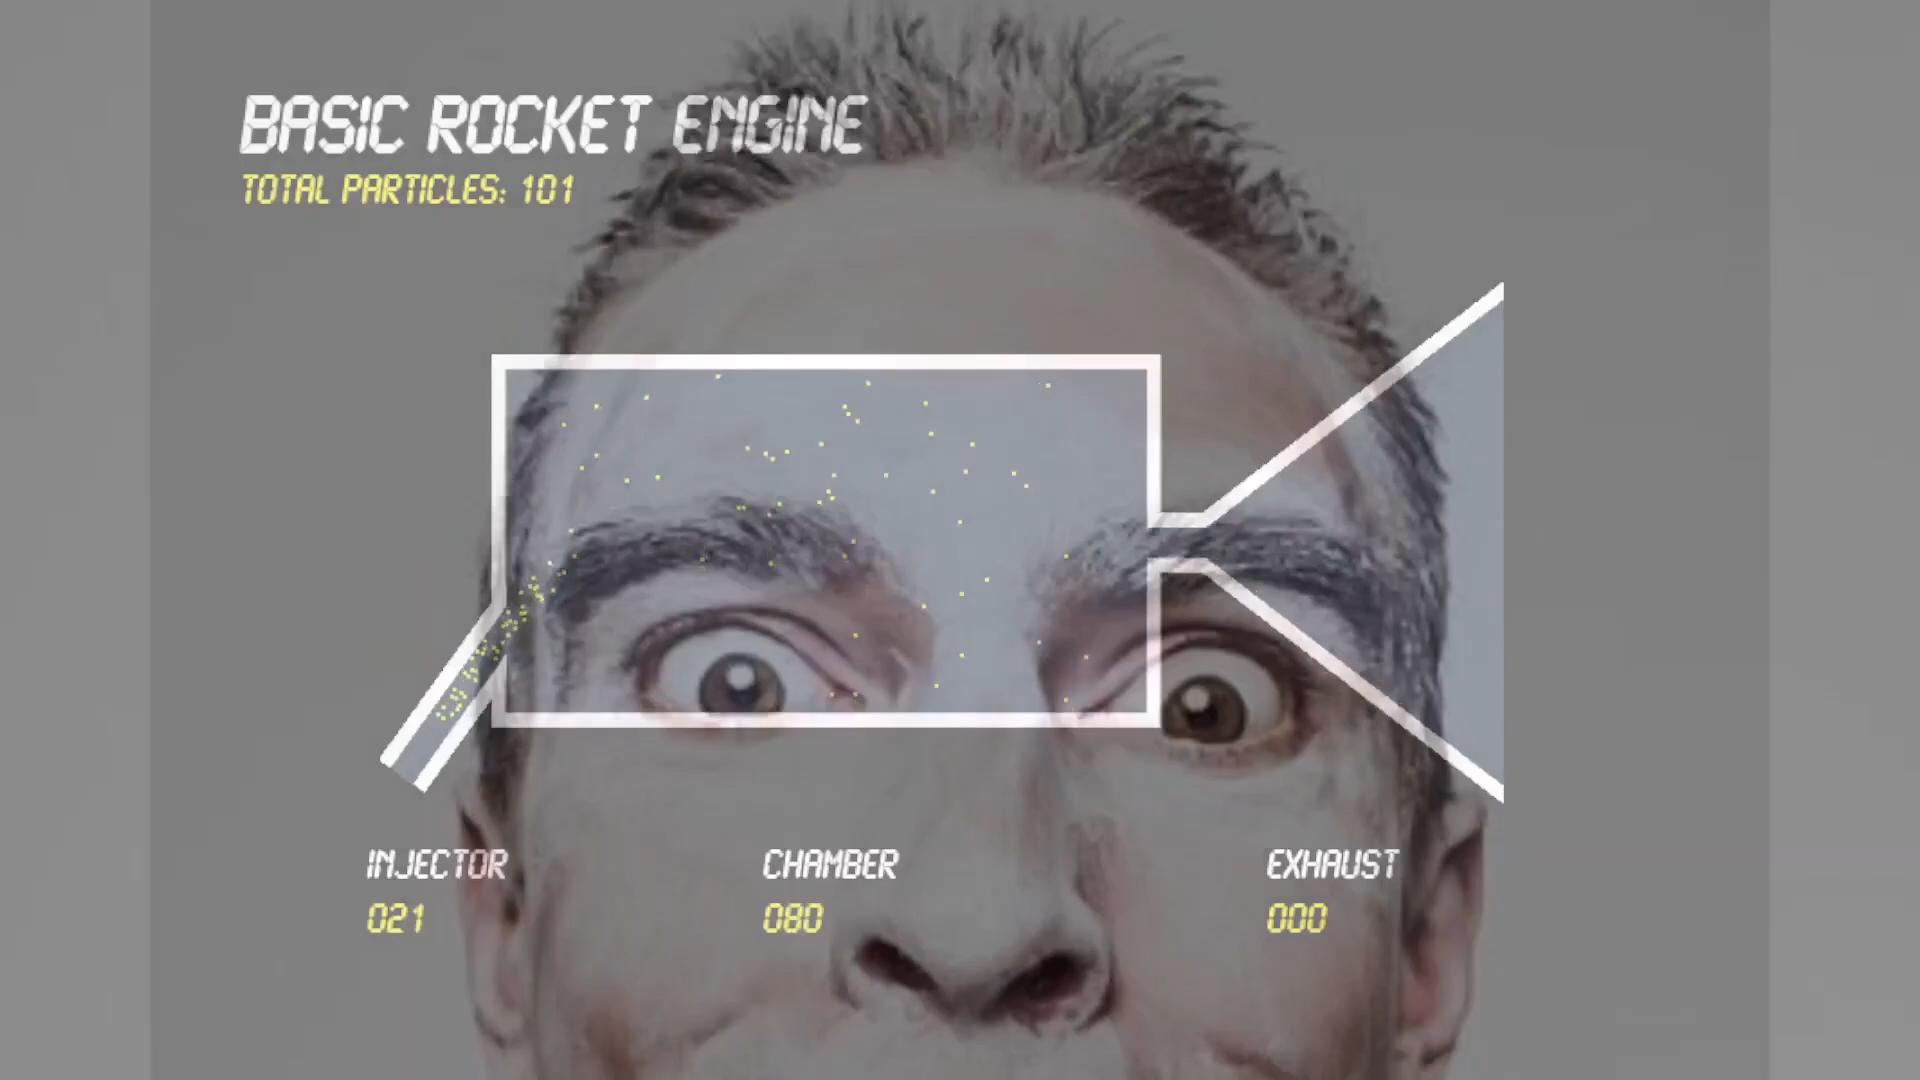 BASIC ROCKET ENGINE
TOTAL PARTICLES: 101
INJECTOR
021
CHAMBER
080
EXHAUST
000